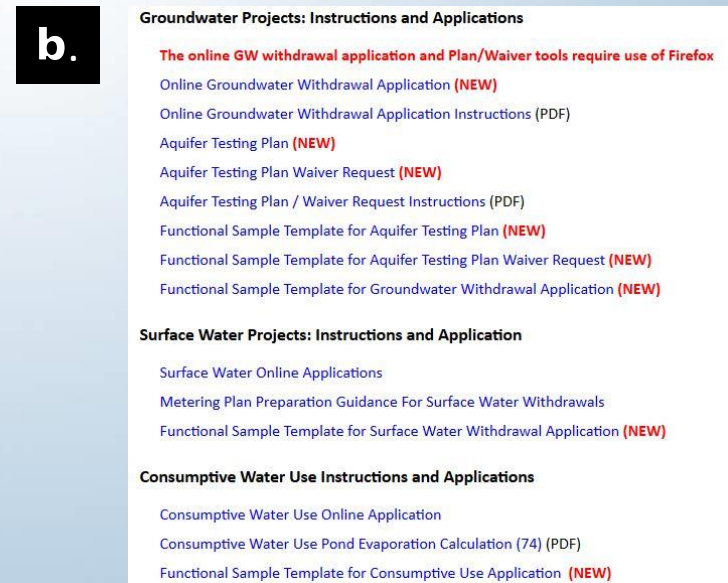 b.
Groundwater Projects: Instructions and Applications
The online GW withdrawal application and Plan/Waiver tools require use of Firefox
Online Groundwater Withdrawal Application (NEW)
Online Groundwater Withdrawal Application Instructions (PDF)
Aquifer Testing Plan (NEW)
Aquifer Testing Plan Waiver Request (NEW)
Aquifer Testing Plan / Waiver Request Instructions (PDF)
Functional Sample Template for Aquifer Testing Plan (NEW)
Functional Sample Template for Aquifer Testing Plan Waiver Request (NEW)
Functional Sample Template for Groundwater Withdrawal Application (NEW)
Surface Water Projects: Instructions and Application
Surface Water Online Applications
Metering Plan Preparation Guidance For Surface Water Withdrawals
Functional Sample Template for Surface Water Withdrawal Application (NEW)
Consumptive Water Use Instructions and Applications
Consumptive Water Use Online Application
Consumptive Water Use Pond Evaporation Calculation (74) (PDF)
Functional Sample Template for Consumptive Use Application (NEW)